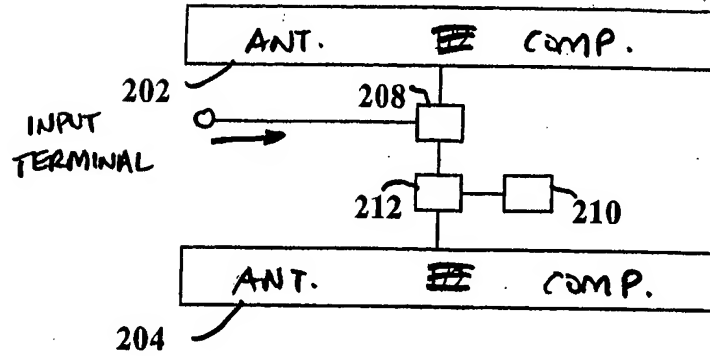 ANT. COMP.
202
208
INPUT
TERMINAL
212
210
ANT. COMP.
204